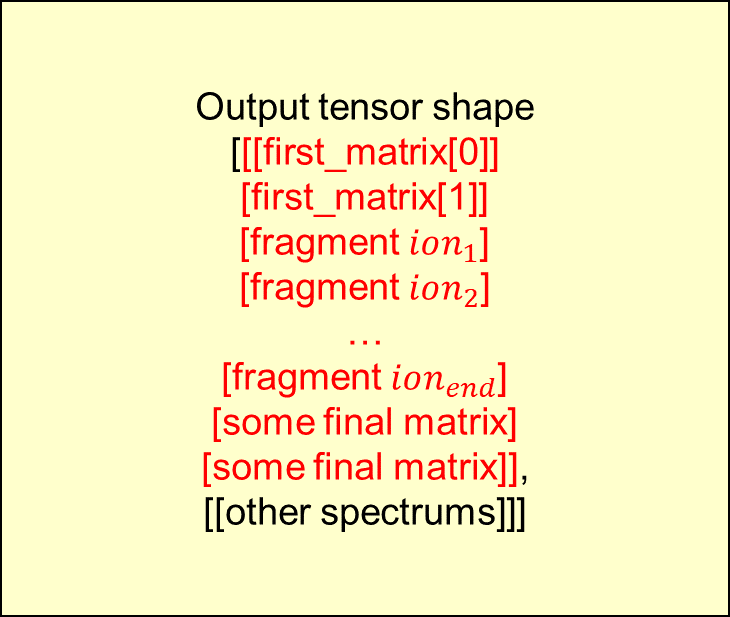 Output tensor shape
[[[first_matrix[0]]
[first_matrix[1]]
[fragment ion₁]
[fragment ion₂]
…
[fragment ionₑₙd]
[some final matrix]
[some final matrix]],
[[other spectrums]]]